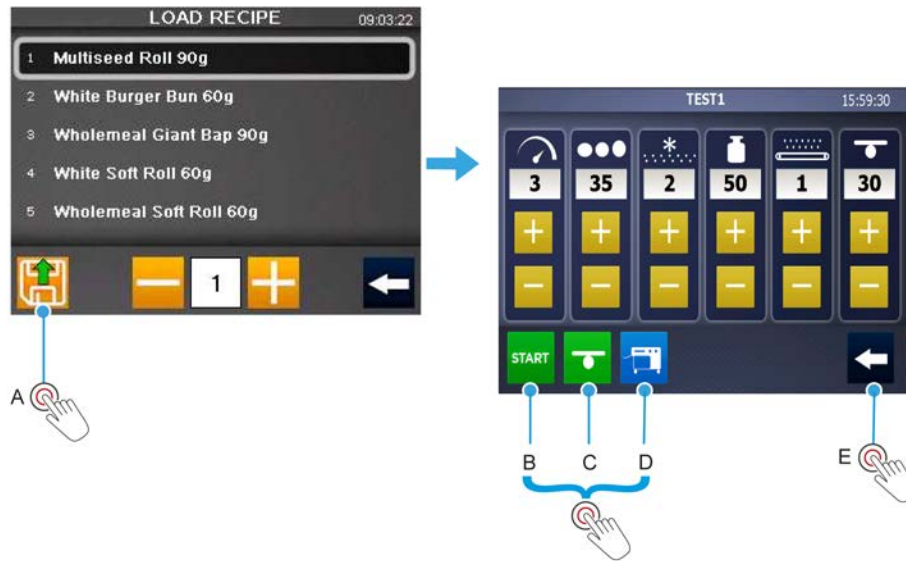 LOAD RECIPE 09:03:22
1 Multiseed Roll 90g
2 White Burger Bun 60g
3 Wholemeal Giant Bap 90g
4 White Soft Roll 60g
5 Wholemeal Soft Roll 60g
− 1 +
A
TEST1 15:59:30
3 35 2 50 1 30
+ + + + + +
− − − − − −
START
B C D E